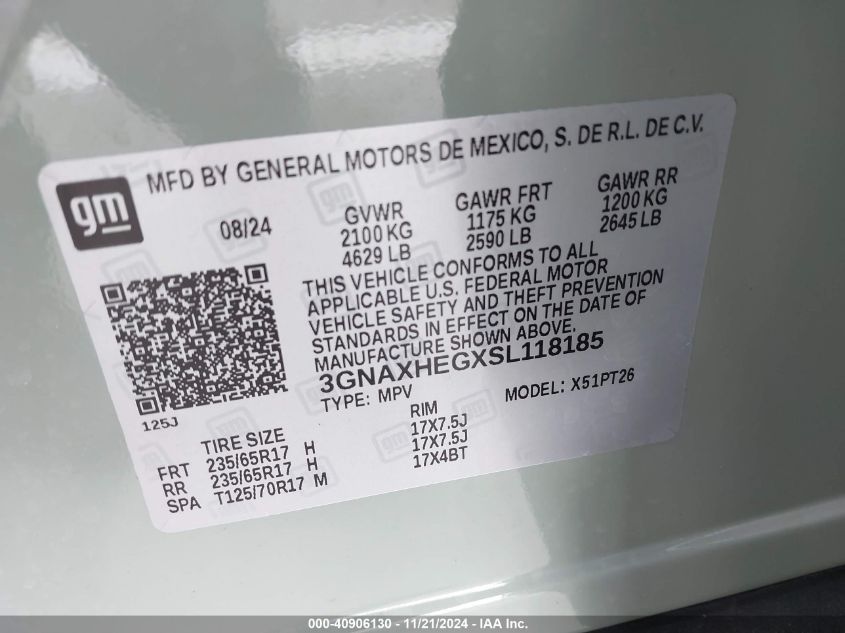 MFD BY GENERAL MOTORS DE MEXICO, S. DE R.L. DE C.V.
gm
08/24
GVWR GAWR FRT GAWR RR
2100 KG 1175 KG 1200 KG
4629 LB 2590 LB 2645 LB
THIS VEHICLE CONFORMS TO ALL
APPLICABLE U.S. FEDERAL MOTOR
VEHICLE SAFETY AND THEFT PREVENTION
STANDARDS IN EFFECT ON THE DATE OF
MANUFACTURE SHOWN ABOVE.
3GNAXHEGXSL118185
TYPE: MPV MODEL: X51PT26
125J
TIRE SIZE RIM
FRT 235/65R17 H 17X7.5J
RR 235/65R17 H 17X7.5J
SPA T125/70R17 M 17X4BT
000-40906130 - 11/21/2024 - IAA Inc.